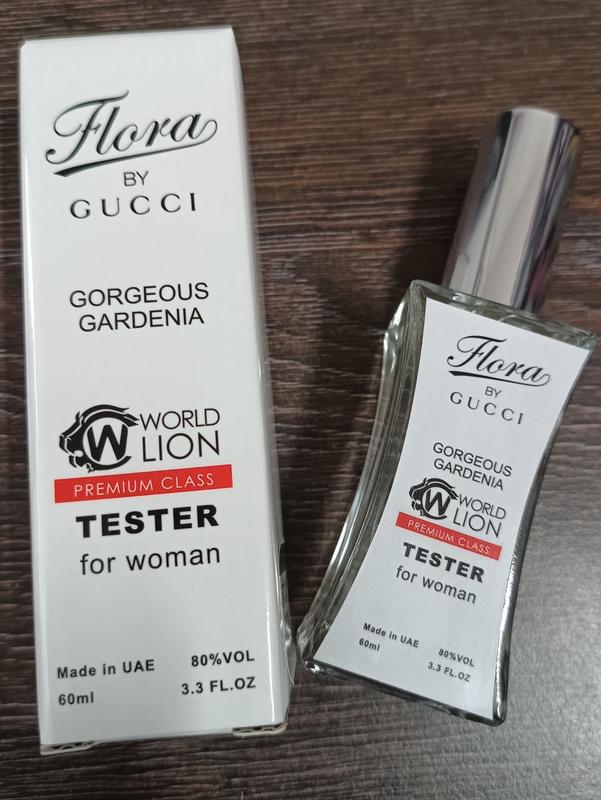 Flora
BY
GUCCI
GORGEOUS
GARDENIA
W WORLD
LION
PREMIUM CLASS
TESTER
for woman
Made in UAE 80%VOL
60ml 3.3 FL.OZ
Flora
BY
GUCCI
GORGEOUS
GARDENIA
W WORLD
LION
PREMIUM CLASS
TESTER
for woman
Made in UAE 80%VOL
60ml 3.3 FL.OZ